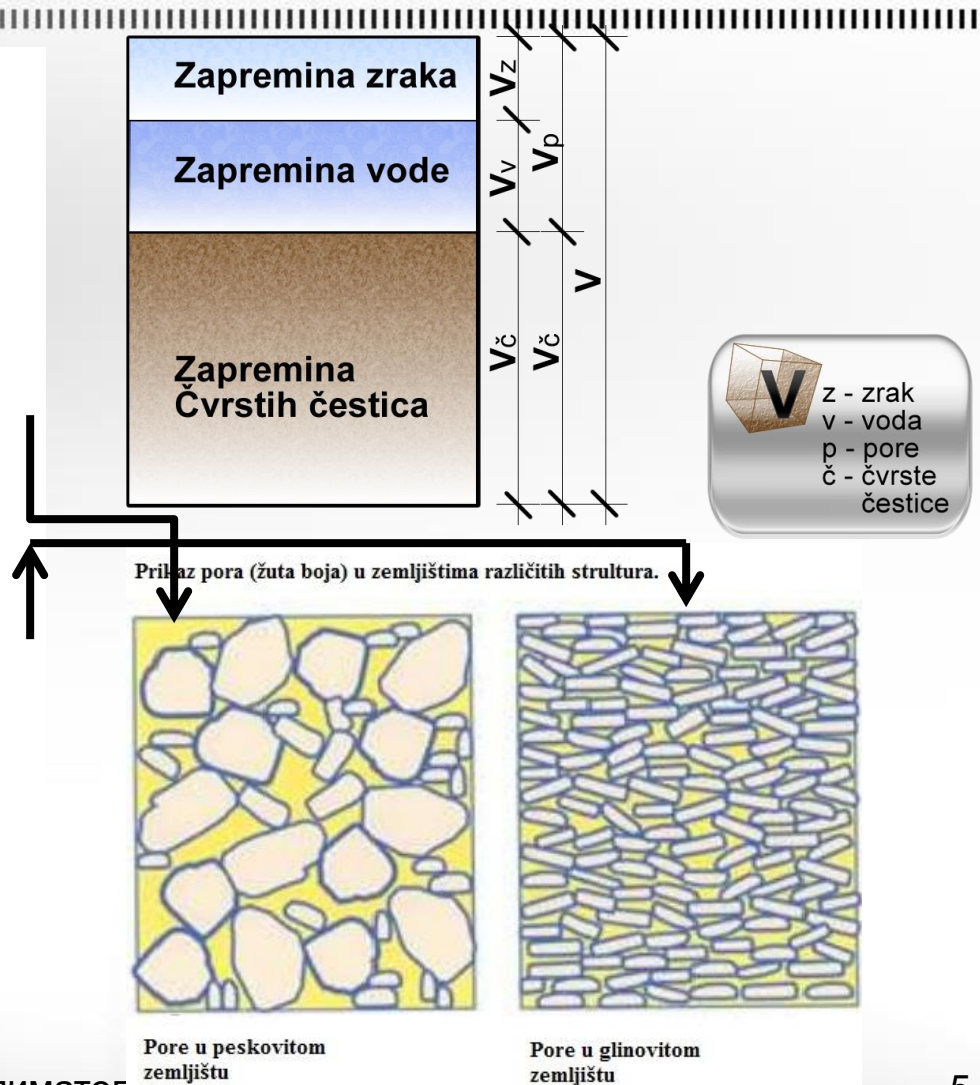 Zapremina zraka
Zapremina vode
Zapremina
Čvrstih čestica
Vz
Vv
Vč
Vp
Vč
V
V
z - zrak
v - voda
p - pore
č - čvrste
čestice
Prikaz pora (žuta boja) u zemljištima različitih strultura.
Pore u peskovitom
zemljištu
Pore u glinovitom
zemljištu
5